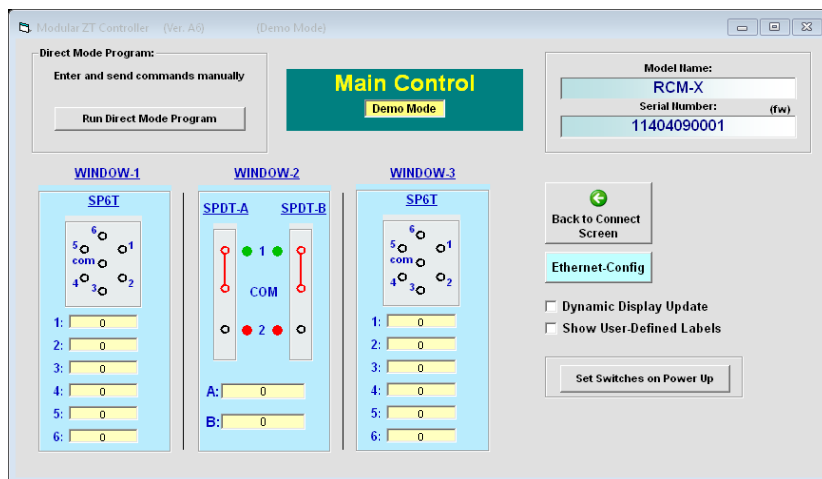 Modular ZT Controller (Ver. A6) (Demo Mode)
Direct Mode Program:
Enter and send commands manually
Run Direct Mode Program
Main Control
Demo Mode
Model Name:
RCM-X
Serial Number: (fw)
11404090001
WINDOW-1
SP6T
6
5 1
com
4 2
3
1: 0
2: 0
3: 0
4: 0
5: 0
6: 0
WINDOW-2
SPDT-A SPDT-B
1
COM
2
A: 0
B: 0
WINDOW-3
SP6T
6
5 1
com
4 2
3
1: 0
2: 0
3: 0
4: 0
5: 0
6: 0
Back to Connect
Screen
Ethernet-Config
Dynamic Display Update
Show User-Defined Labels
Set Switches on Power Up